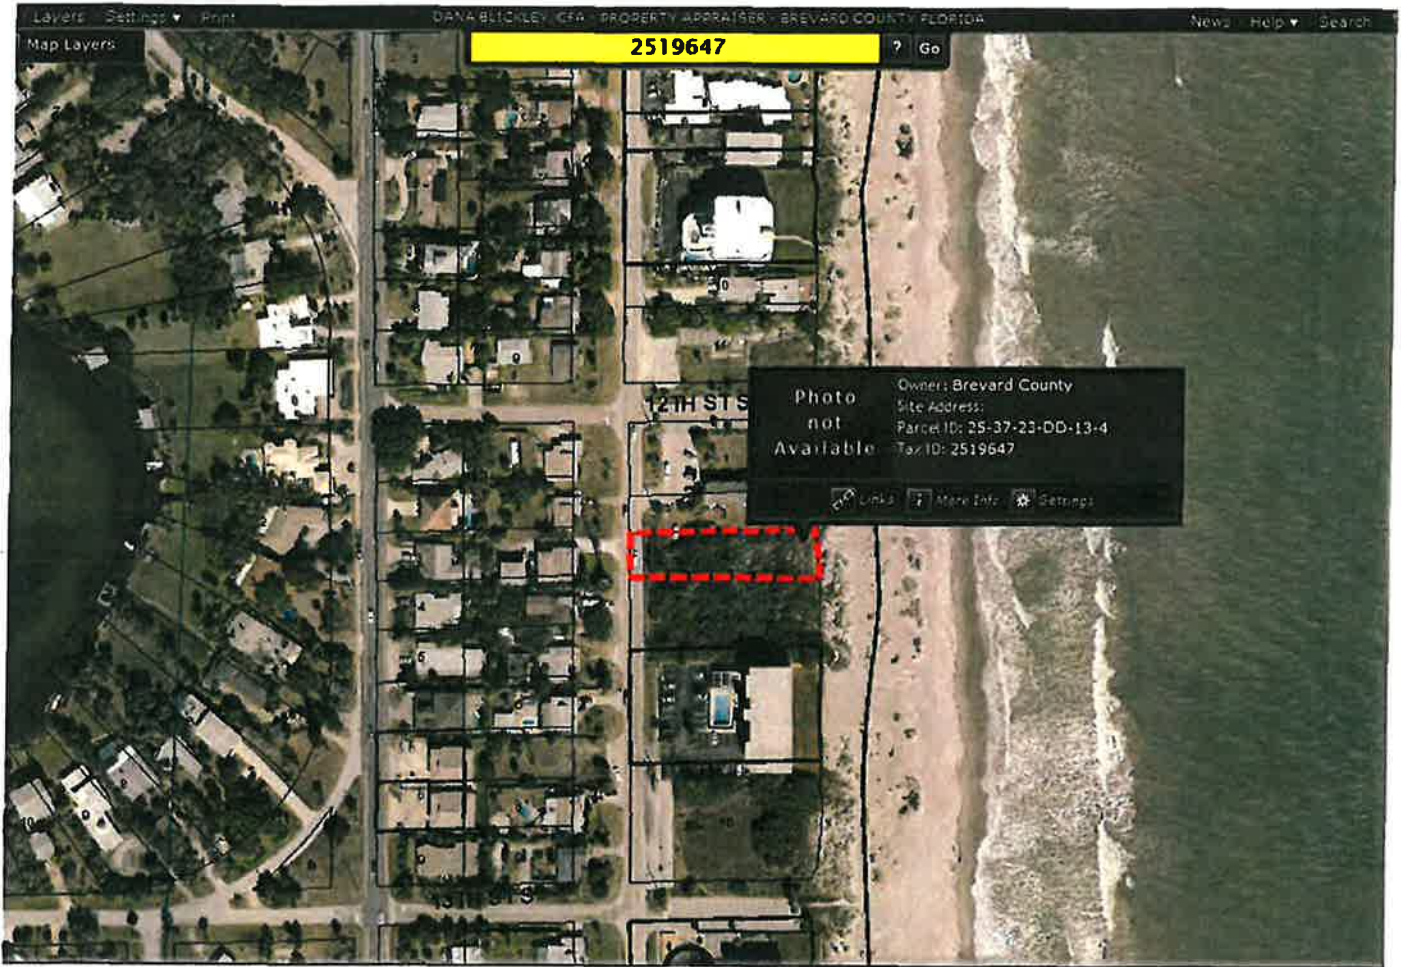 Layers Settings ▾ Print
DANA BLICKLEY, CFA - PROPERTY APPRAISER - BREVARD COUNTY, FLORIDA
News Help ▾ Search
Map Layers
2519647
? Go
12TH ST S
Photo
not
Available
Owner: Brevard County
Site Address:
Parcel ID: 25-37-23-DD-13-4
Tax ID: 2519647
Links More Info Settings
13TH ST S